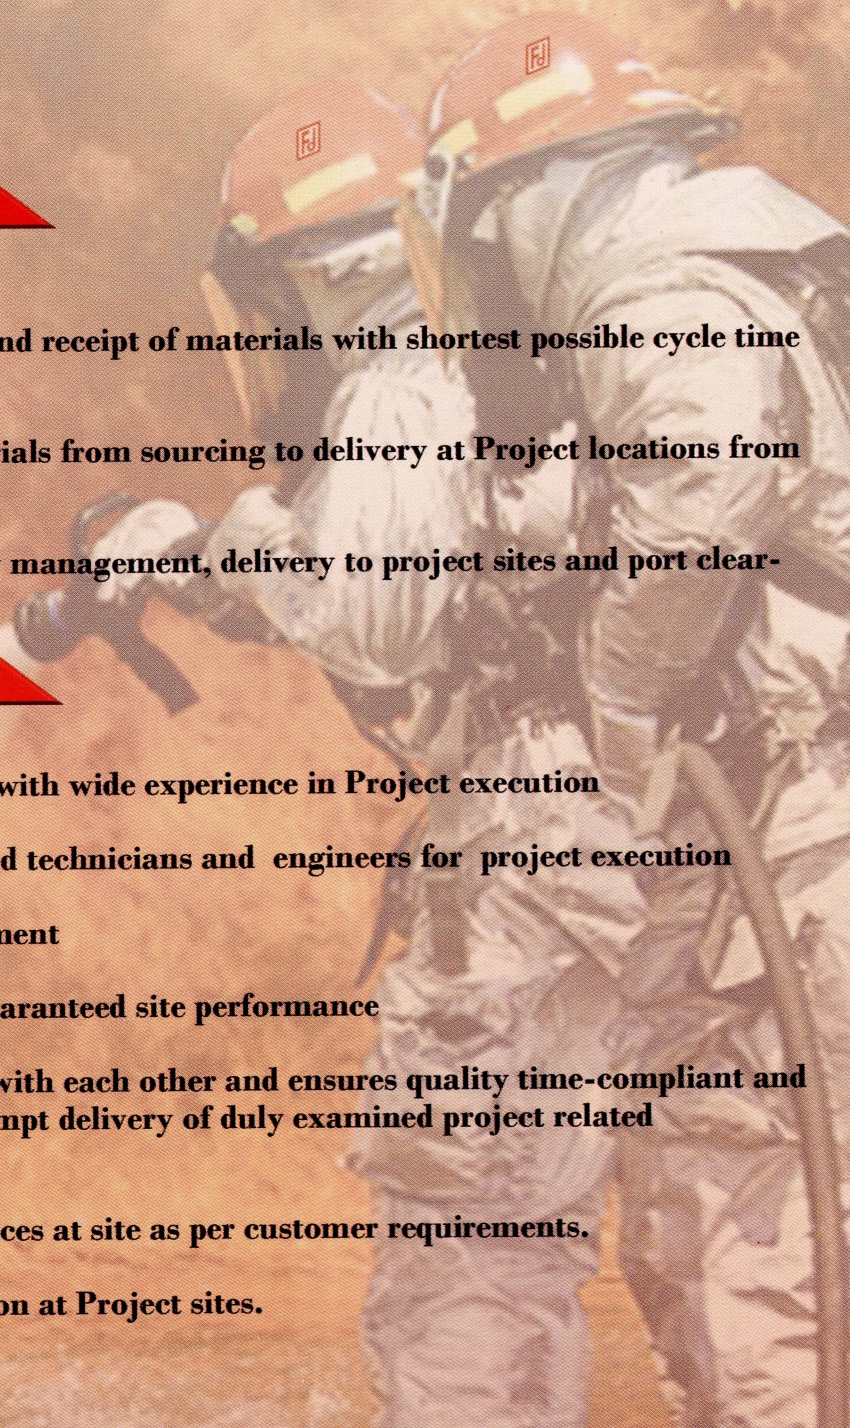 nd receipt of materials with shortest possible cycle time
ials from sourcing to delivery at Project locations from
management, delivery to project sites and port clear-
with wide experience in Project execution
d technicians and engineers for project execution
nent
aranteed site performance
with each other and ensures quality time-compliant and
mpt delivery of duly examined project related
ces at site as per customer requirements.
on at Project sites.